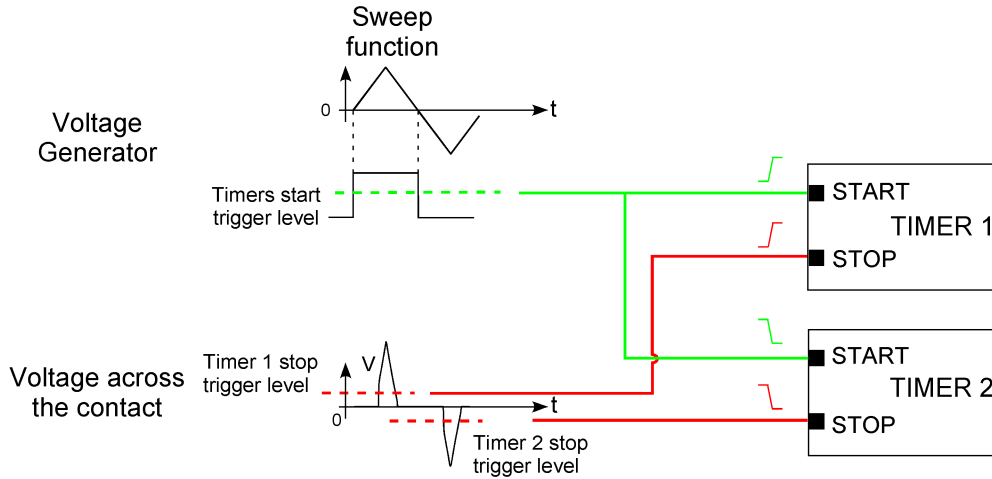 Sweep
function
0
t
Voltage
Generator
Timers start
trigger level
START
TIMER 1
STOP
Voltage across
the contact
Timer 1 stop
trigger level
V
0
t
Timer 2 stop
trigger level
START
TIMER 2
STOP